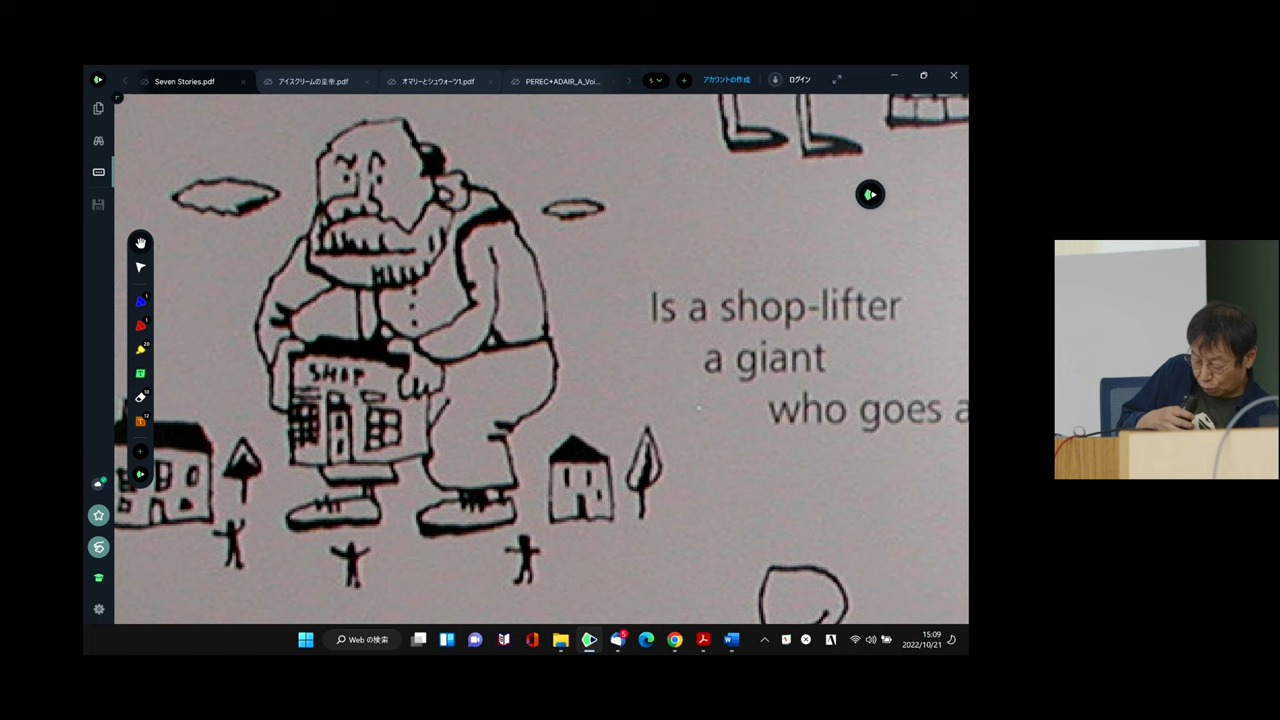 Seven Stories.pdf
アイスクリームの皇帝.pdf
オマリーとシュウォーツ1.pdf
PEREC+ADAIR_A_Voi...
5
アカウントの作成
ログイン
SHOP
Is a shop-lifter
a giant
who goes a
Web の検索
15:09
2022/10/21